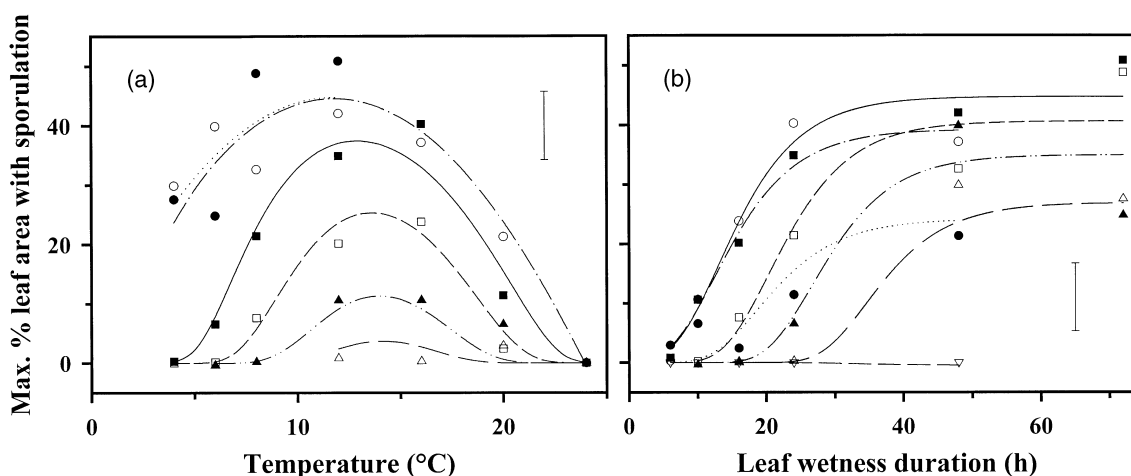 Max. % leaf area with sporulation
(a)
40
20
0
0
10
20
Temperature (°C)
(b)
0
20
40
60
Leaf wetness duration (h)